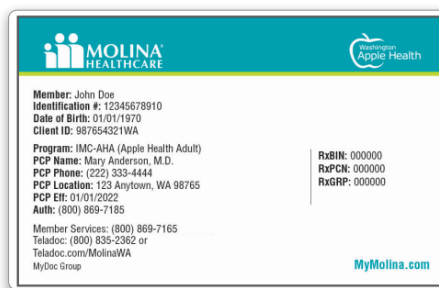 MOLINA®
HEALTHCARE
Washington
Apple Health
Member: John Doe
Identification #: 12345678910
Date of Birth: 01/01/1970
Client ID: 987654321WA
Program: IMC-AHA (Apple Health Adult)
PCP Name: Mary Anderson, M.D.
PCP Phone: (222) 333-4444
PCP Location: 123 Anytown, WA 98765
PCP Eff: 01/01/2022
Auth: (800) 869-7185
RxBIN: 000000
RxPCN: 000000
RxGRP: 000000
Member Services: (800) 869-7165
Teladoc: (800) 835-2362 or
Teladoc.com/MolinaWA
MyDoc Group
MyMolina.com